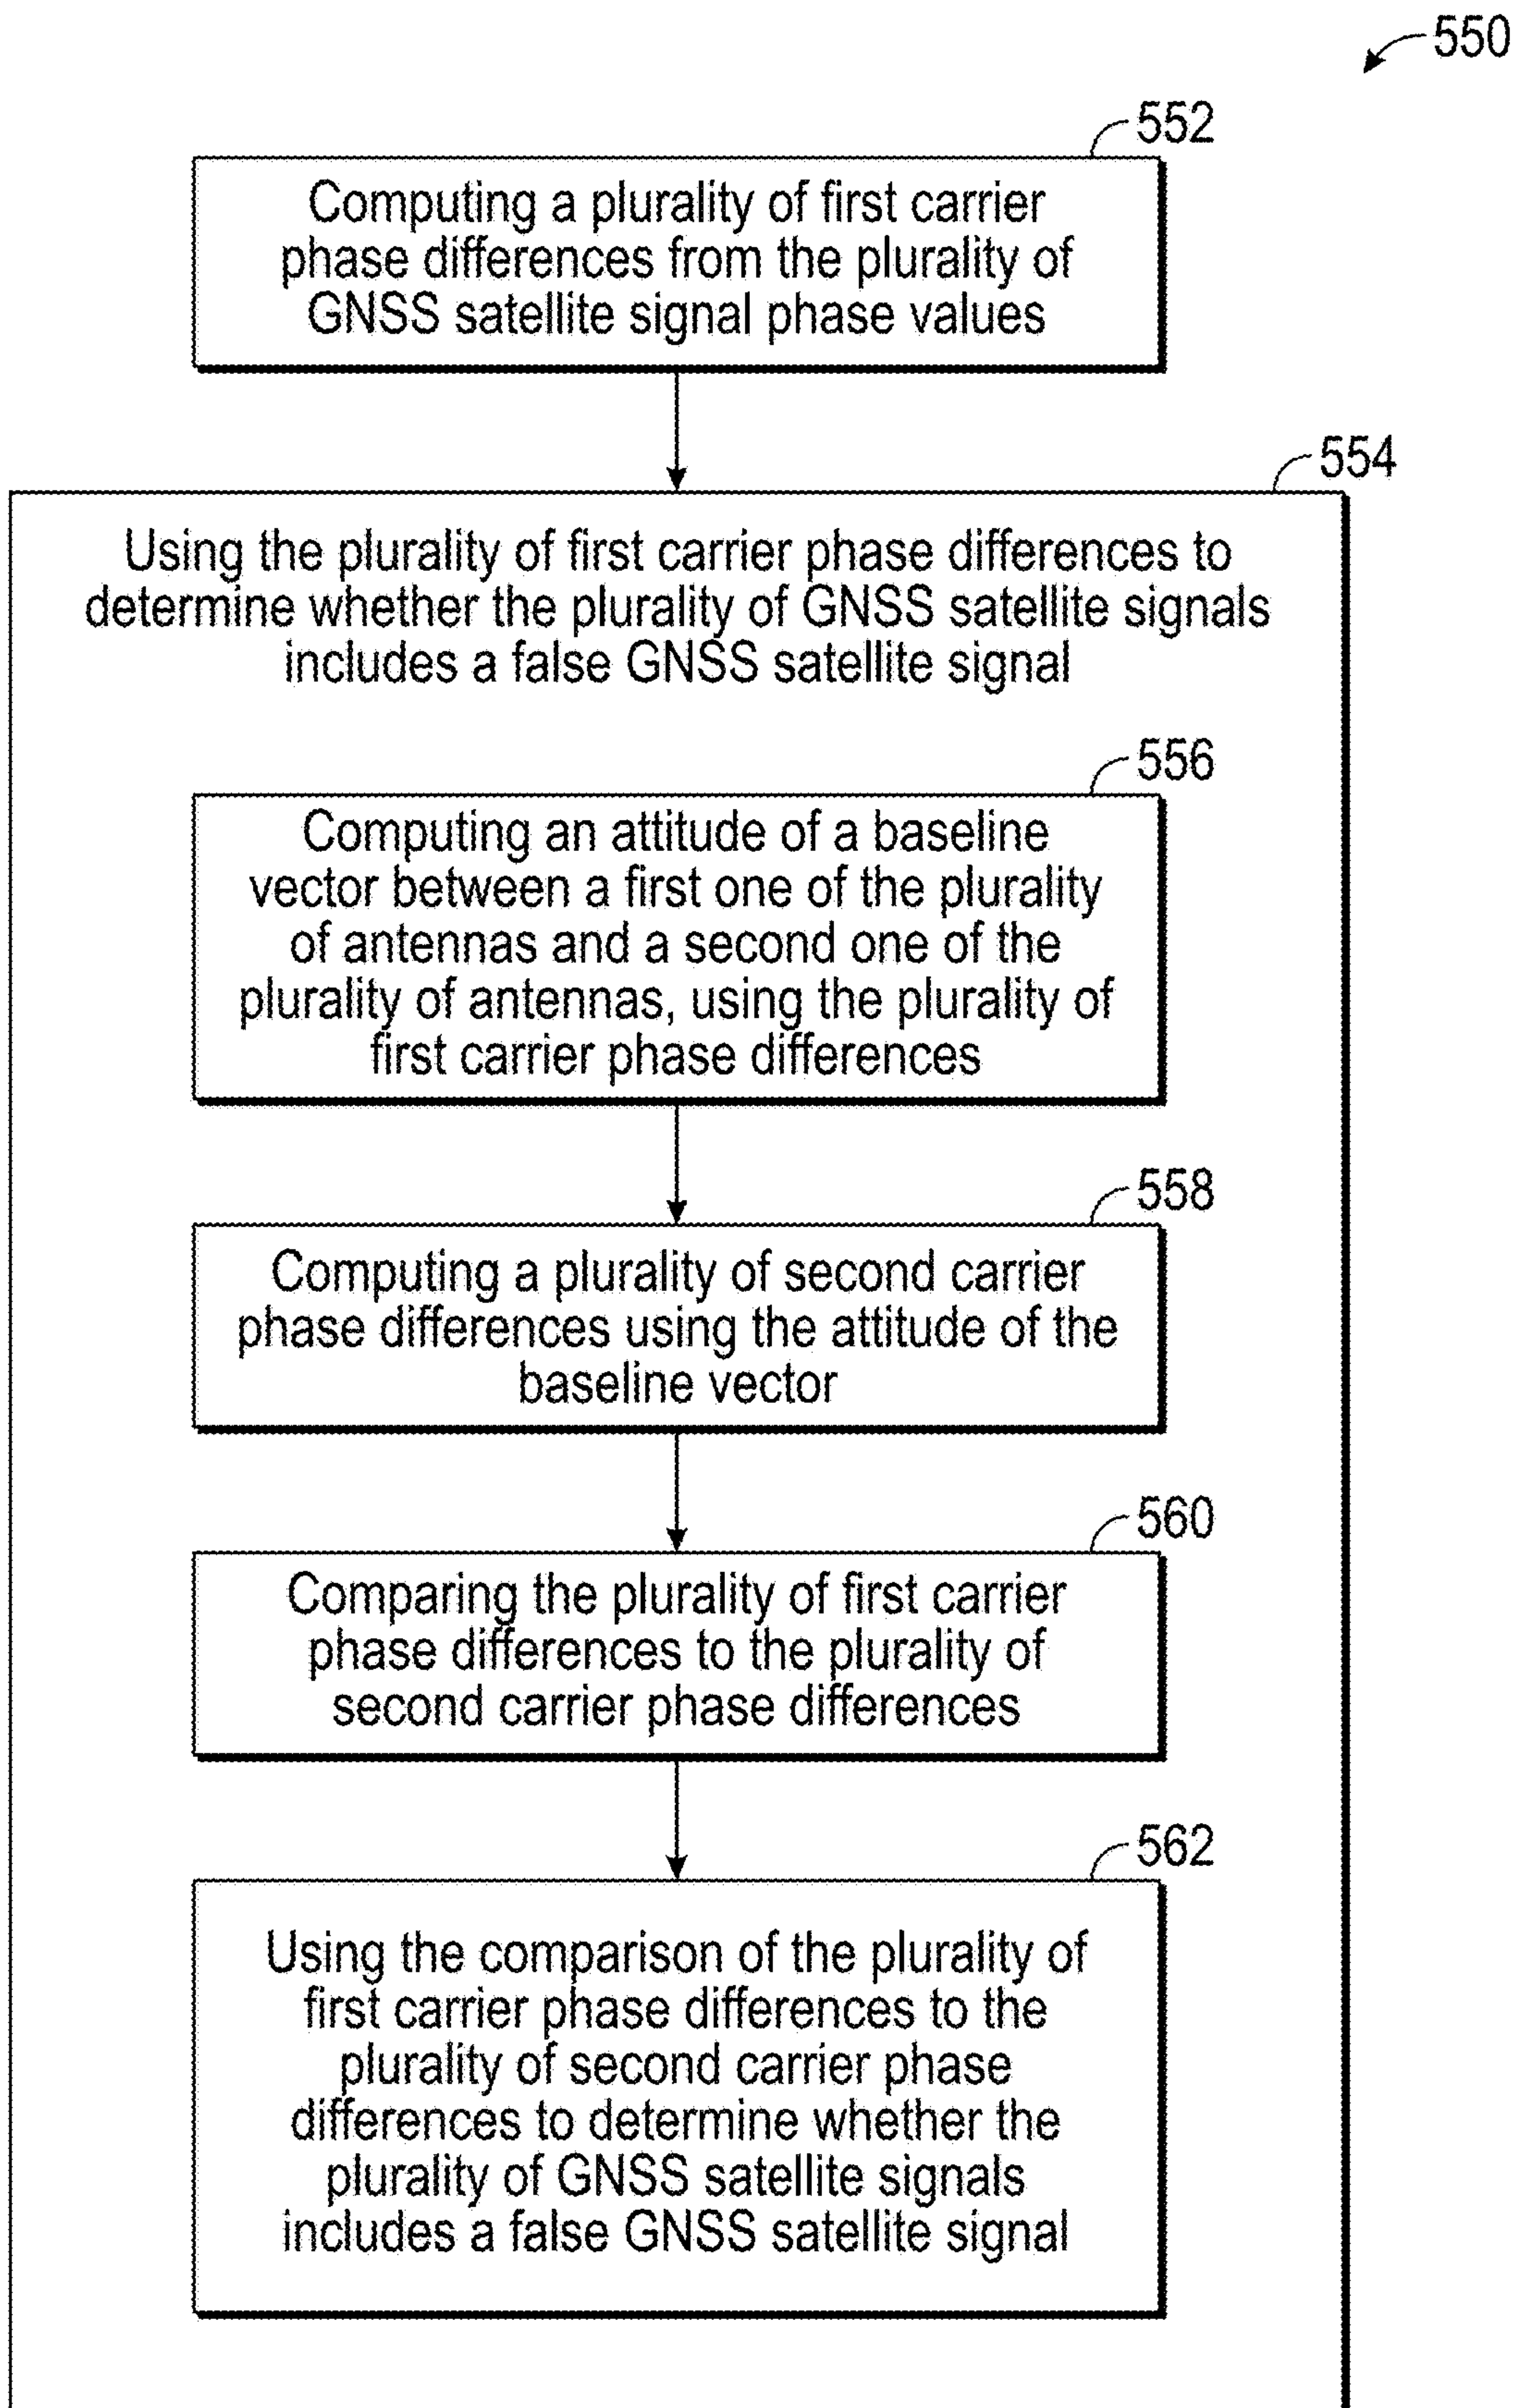 550
552
Computing a plurality of first carrier
phase differences from the plurality of
GNSS satellite signal phase values
554
Using the plurality of first carrier phase differences to
determine whether the plurality of GNSS satellite signals
includes a false GNSS satellite signal
556
Computing an attitude of a baseline
vector between a first one of the plurality
of antennas and a second one of the
plurality of antennas, using the plurality of
first carrier phase differences
558
Computing a plurality of second carrier
phase differences using the attitude of the
baseline vector
560
Comparing the plurality of first carrier
phase differences to the plurality of
second carrier phase differences
562
Using the comparison of the plurality of
first carrier phase differences to the
plurality of second carrier phase
differences to determine whether the
plurality of GNSS satellite signals
includes a false GNSS satellite signal